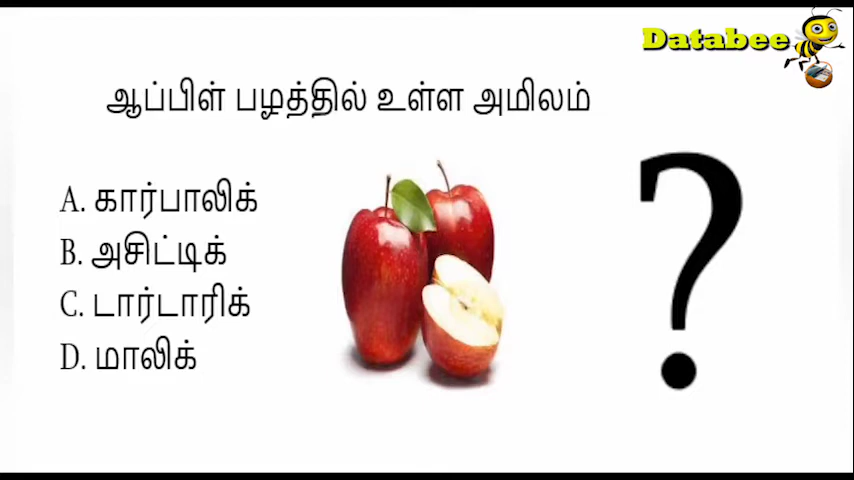 Databee
ஆப்பிள் பழத்தில் உள்ள அமிலம்
A. கார்பாலிக்
B. அசிட்டிக்
C. டார்டாரிக்
D. மாலிக்
?